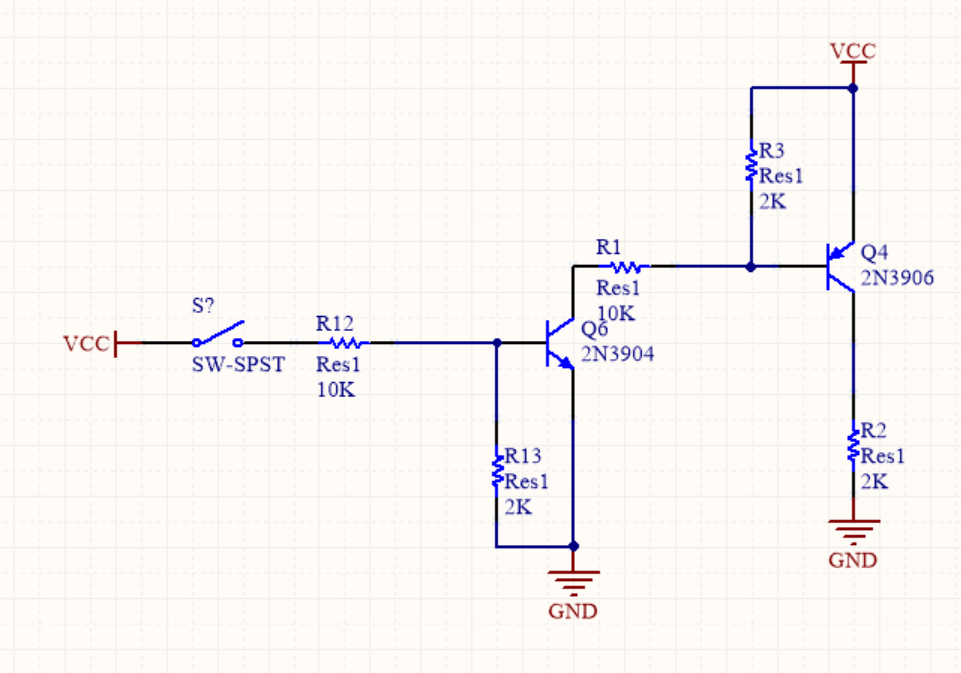 VCC
R3
Res1
2K
Q4
2N3906
R1
Res1
10K
S?
SW-SPST
VCC
R12
Res1
10K
Q6
2N3904
R13
Res1
2K
GND
R2
Res1
2K
GND